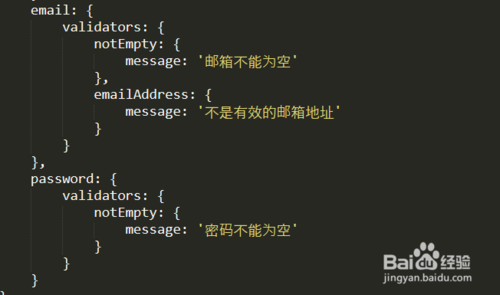 email: {
validators: {
notEmpty: {
message: '邮箱不能为空'
},
emailAddress: {
message: '不是有效的邮箱地址'
}
}
},
password: {
validators: {
notEmpty: {
message: '密码不能为空'
}
}
}
}
Baidu 经验
jingyan.baidu.com